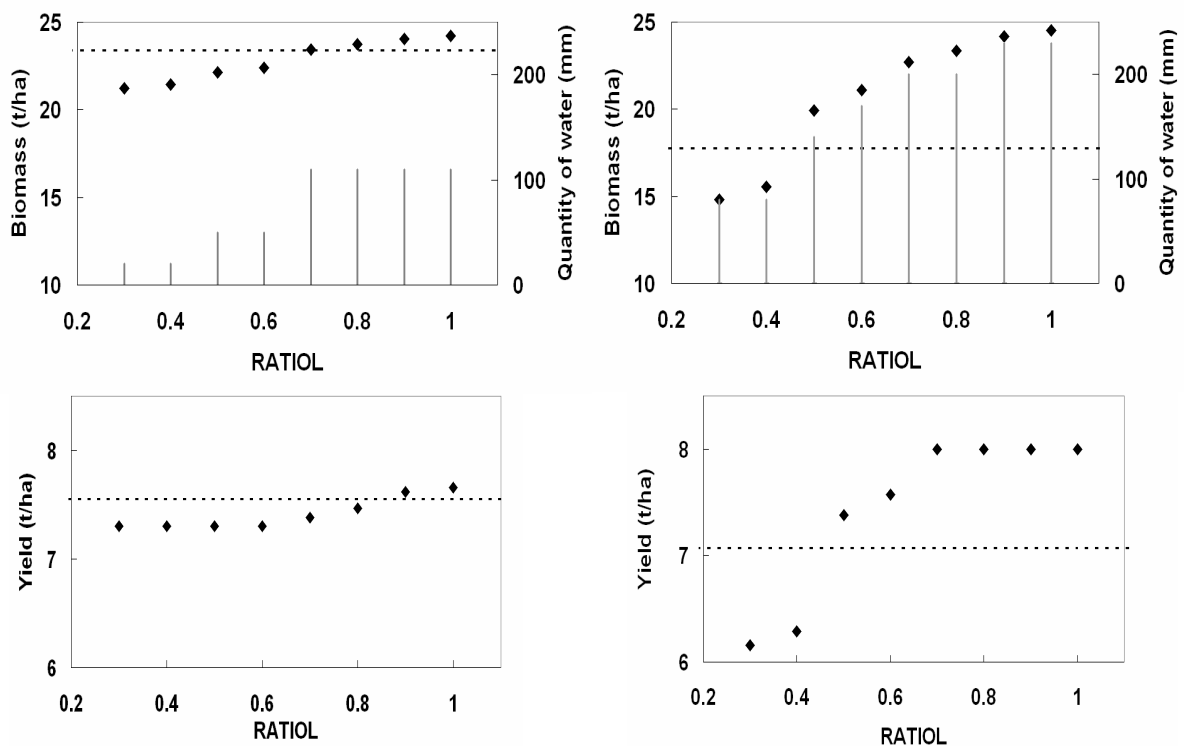 25
20
15
10
Biomass (t/ha)
200
100
0
Quantity of water (mm)
0.2 0.4 0.6 0.8 1
RATIOL
25
20
15
10
Biomass (t/ha)
200
100
0
Quantity of water (mm)
0.2 0.4 0.6 0.8 1
RATIOL
8
7
6
Yield (t/ha)
0.2 0.4 0.6 0.8 1
RATIOL
8
7
6
Yield (t/ha)
0.2 0.4 0.6 0.8 1
RATIOL